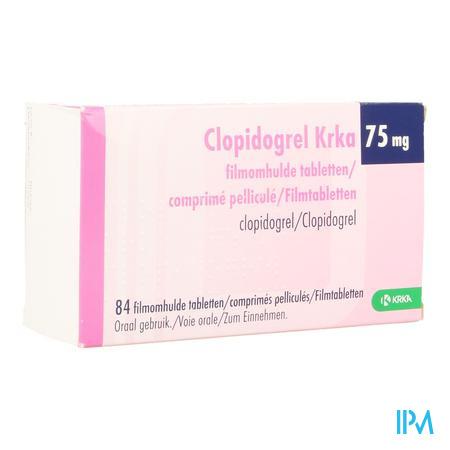 Clopidogrel Krka 75 mg
filmomhulde tabletten/
comprimé pelliculé/Filmtabletten
clopidogrel/Clopidogrel
84 filmomhulde tabletten/comprimés pelliculés/Filmtabletten
Oraal gebruik./Voie orale/Zum Einnehmen.
KRKA
IPM